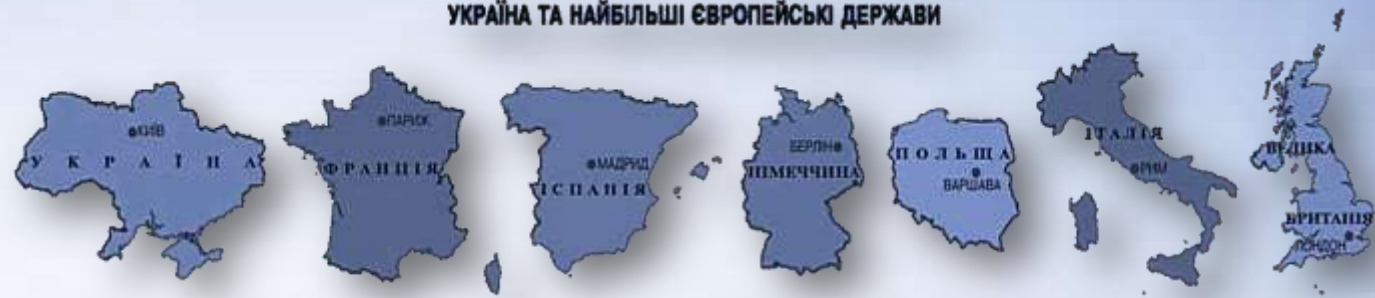 УКРАЇНА ТА НАЙБІЛЬШІ ЄВРОПЕЙСЬКІ ДЕРЖАВИ
КИЇВ
УКРАЇНА
ПАРИЖ
ФРАНЦІЯ
МАДРИД
ІСПАНІЯ
БЕРЛІН
НІМЕЧЧИНА
ПОЛЬЩА
ВАРШАВА
ІТАЛІЯ
РИМ
ВЕЛИКА
БРИТАНІЯ
ЛОНДОН